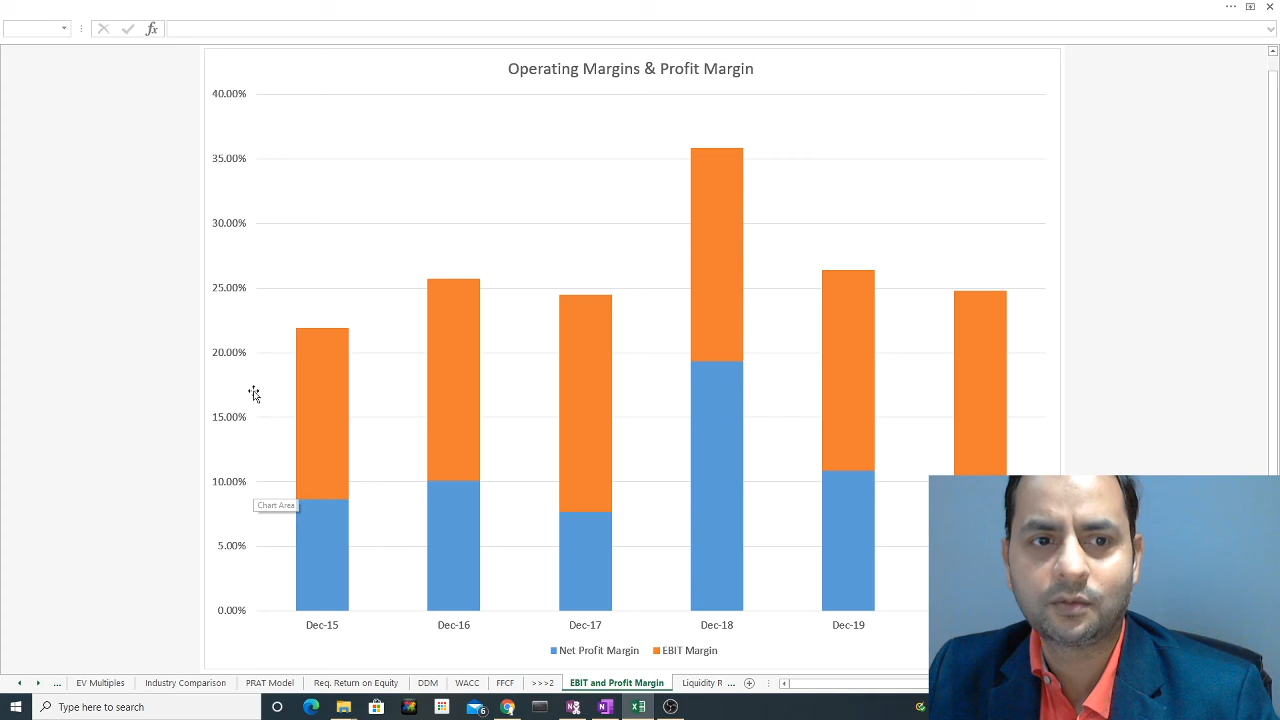 fx
Operating Margins & Profit Margin
40.00%
35.00%
30.00%
25.00%
20.00%
15.00%
10.00%
5.00%
0.00%
Chart Area
Dec-15 Dec-16 Dec-17 Dec-18 Dec-19
Net Profit Margin EBIT Margin
... EV Multiples Industry Comparison PRAT Model Req. Return on Equity DDM WACC FFCF >>>2 EBIT and Profit Margin Liquidity R ...
Type here to search 6